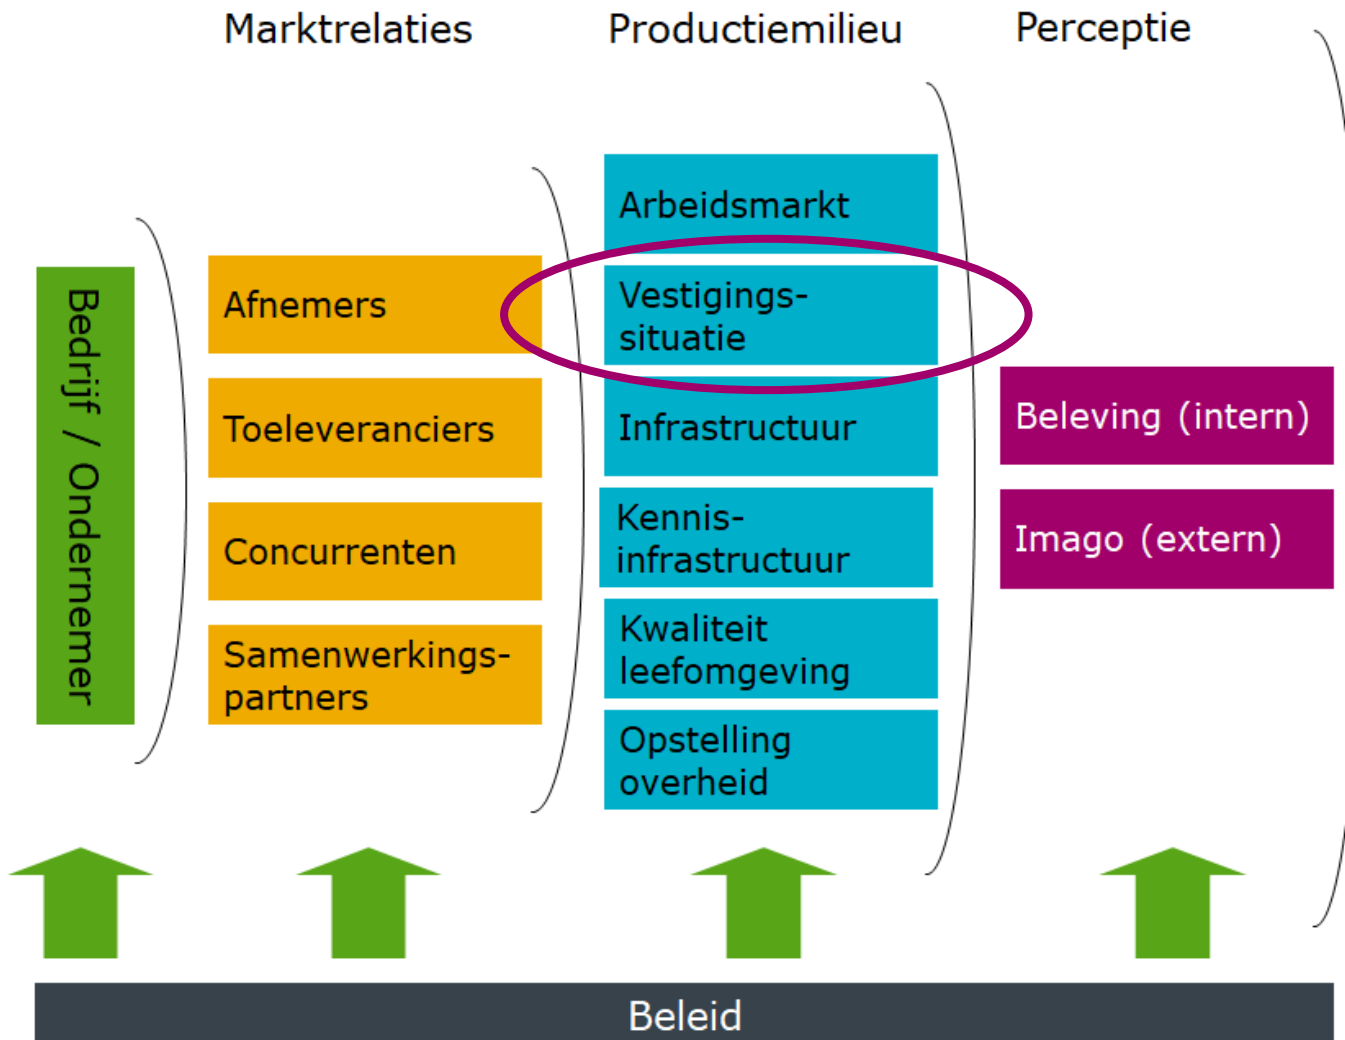 Marktrelaties
Productiemilieu
Perceptie
Bedrijf / Ondernemer
Afnemers
Toeleveranciers
Concurrenten
Samenwerkings-
partners
Arbeidsmarkt
Vestigings-
situatie
Infrastructuur
Kennis-
infrastructuur
Kwaliteit
leefomgeving
Opstelling
overheid
Beleving (intern)
Imago (extern)
Beleid